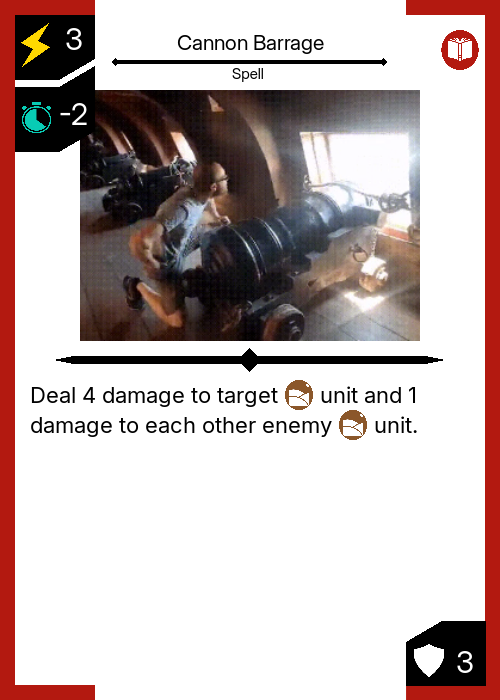 3
Cannon Barrage
Spell
-2
Deal 4 damage to target unit and 1
damage to each other enemy unit.
3